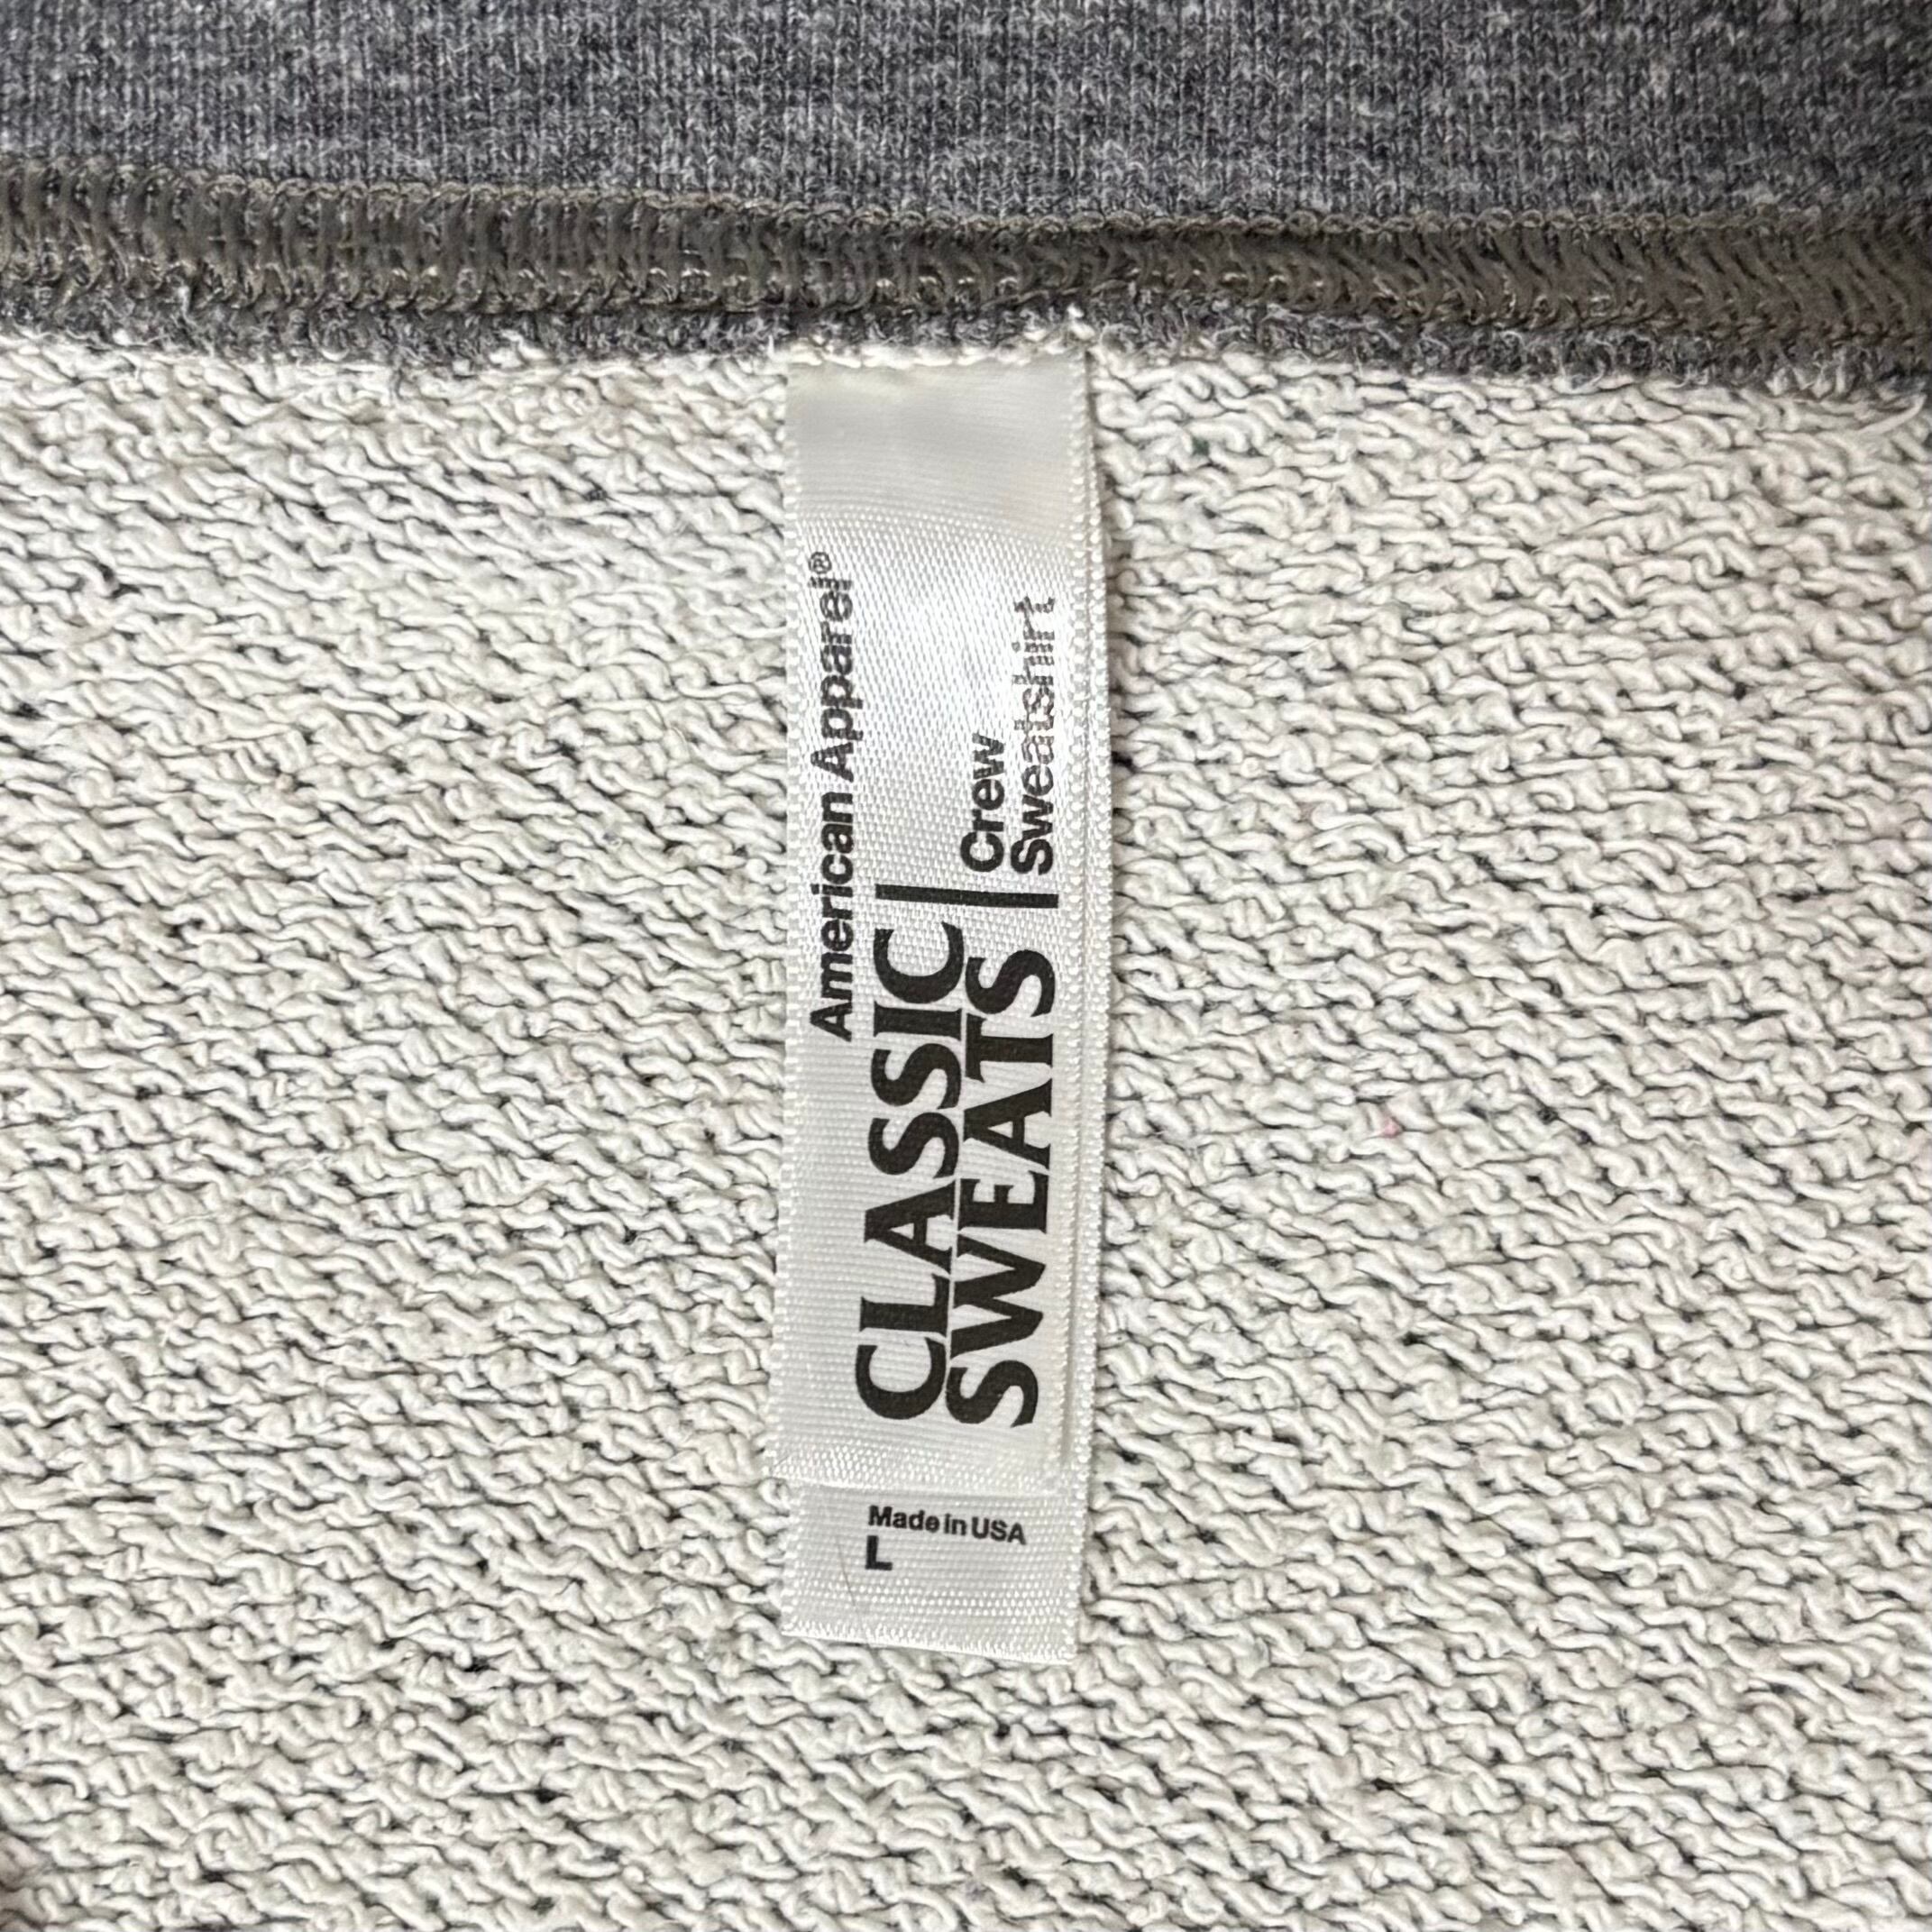 American Apparel®
CLASSIC
SWEATS
Crew
Sweatshirt
Made in USA
L